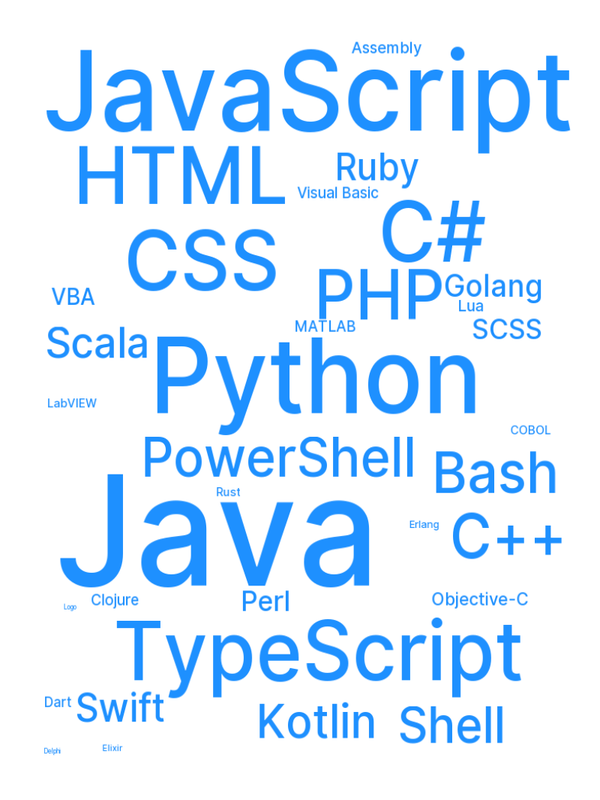 Assembly
JavaScript
HTML
Ruby
Visual Basic
C#
CSS
PHP
Golang
VBA
Lua
MATLAB
SCSS
Scala
Python
LabVIEW
COBOL
PowerShell
Bash
Rust
Java
Erlang
C++
Clojure
Perl
Objective-C
Logo
TypeScript
Dart
Swift
Kotlin
Shell
Delphi
Elixir